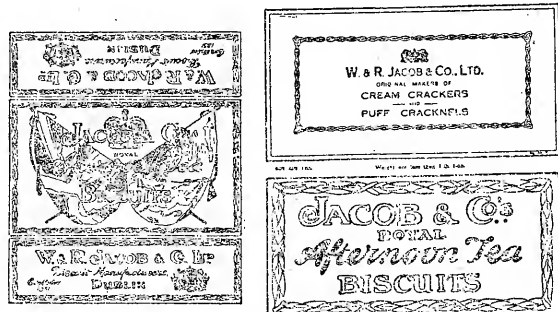 W. & R. JACOB & Co. LTD
Biscuit Manufacturers
DUBLIN
JACOB & Co's
ROYAL
BISCUITS
W. & R. JACOB & Co. LTD
Biscuit Manufacturers,
DUBLIN
W. & R. JACOB & CO., LTD.
ORIGINAL MAKERS OF
CREAM CRACKERS
AND
PUFF CRACKNELS
JACOB & Co's
ROYAL
Afternoon Tea
BISCUITS